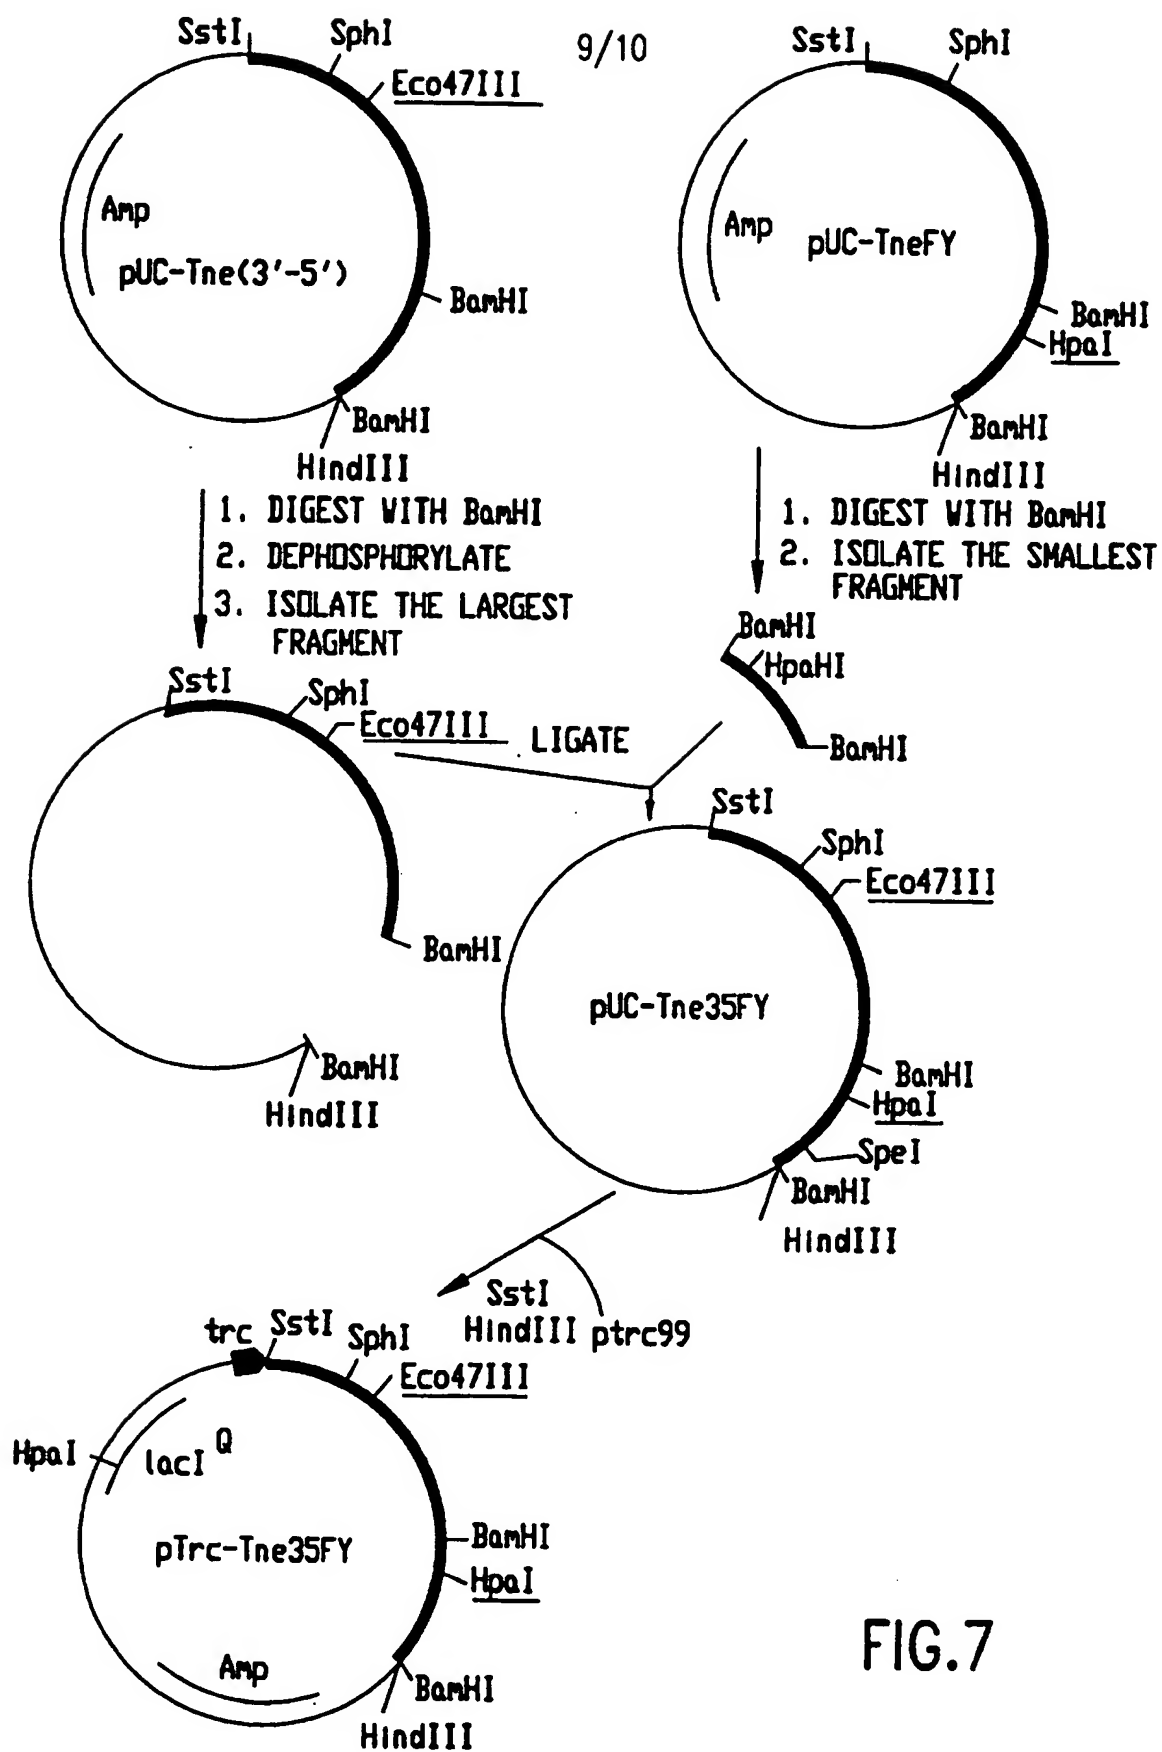 9/10
SstI
SphI
Eco47III
Amp
pUC-Tne(3'-5')
BamHI
BamHI
HindIII
SstI
SphI
Amp
pUC-TneFY
BamHI
HpaI
BamHI
HindIII
1. DIGEST WITH BamHI
2. DEPHOSPHORYLATE
3. ISOLATE THE LARGEST
FRAGMENT
1. DIGEST WITH BamHI
2. ISOLATE THE SMALLEST
FRAGMENT
BamHI
HpaHI
BamHI
SstI
SphI
Eco47III
BamHI
BamHI
HindIII
LIGATE
SstI
SphI
Eco47III
pUC-Tne35FY
BamHI
HpaI
SpeI
BamHI
HindIII
SstI
HindIII ptrc99
trc
SstI
SphI
Eco47III
HpaI
lacI Q
pTrc-Tne35FY
BamHI
HpaI
Amp
BamHI
HindIII
FIG.7